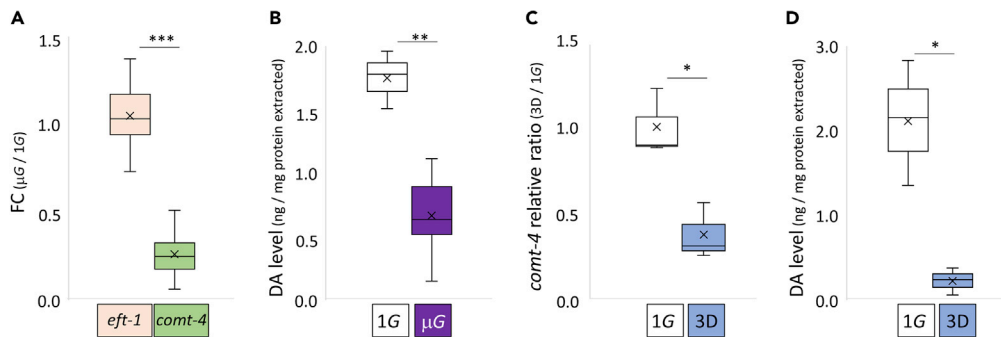 A
FC (µG / 1G)
1.5
1.0
0.5
0.0
***
eft-1 comt-4
B
DA level (ng / mg protein extracted)
2.0
1.5
1.0
0.5
0.0
**
1G µG
C
comt-4 relative ratio (3D / 1G)
1.5
1.0
0.5
0.0
*
1G 3D
D
DA level (ng / mg protein extracted)
3.0
2.0
1.0
0.0
*
1G 3D